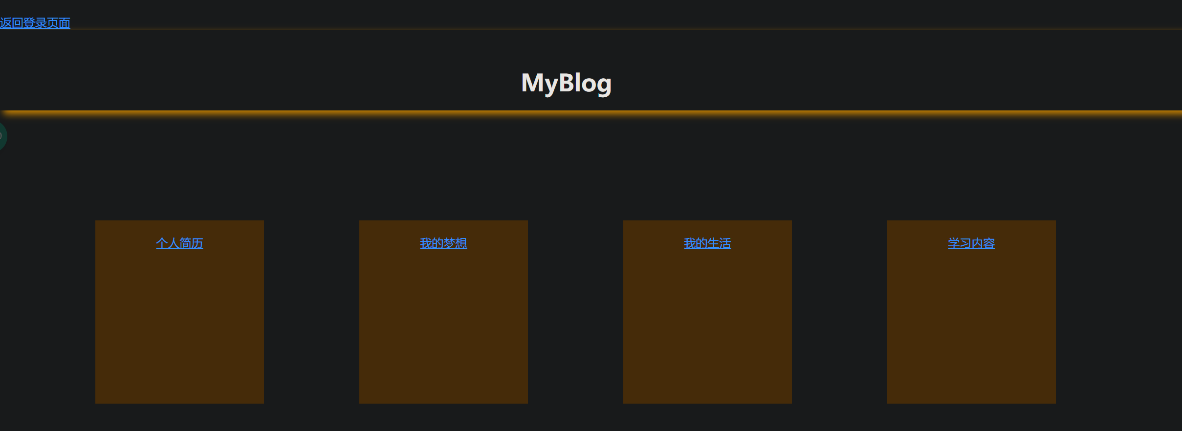 返回登录页面
MyBlog
个人简历
我的梦想
我的生活
学习内容